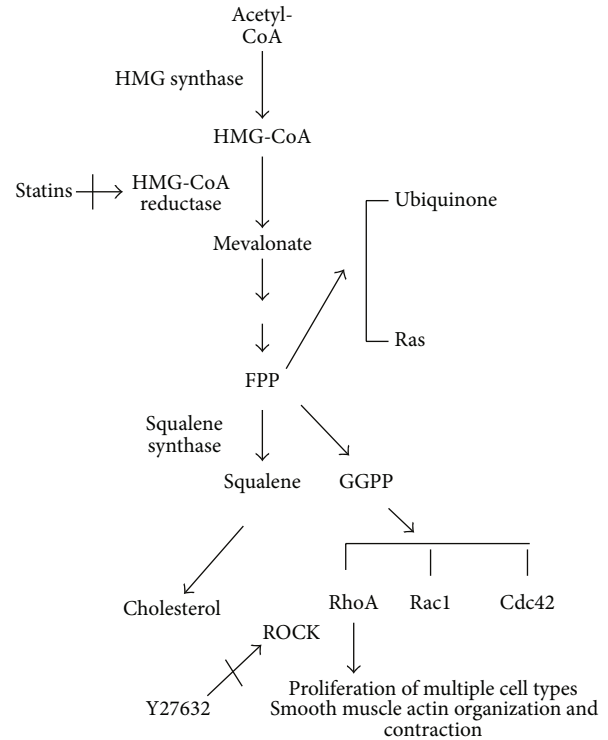 Acetyl-
CoA
HMG synthase
HMG-CoA
Statins
HMG-CoA
reductase
Ubiquinone
Mevalonate
Ras
FPP
Squalene
synthase
Squalene
GGPP
Cholesterol
RhoA
Rac1
Cdc42
ROCK
Y27632
Proliferation of multiple cell types
Smooth muscle actin organization and
contraction